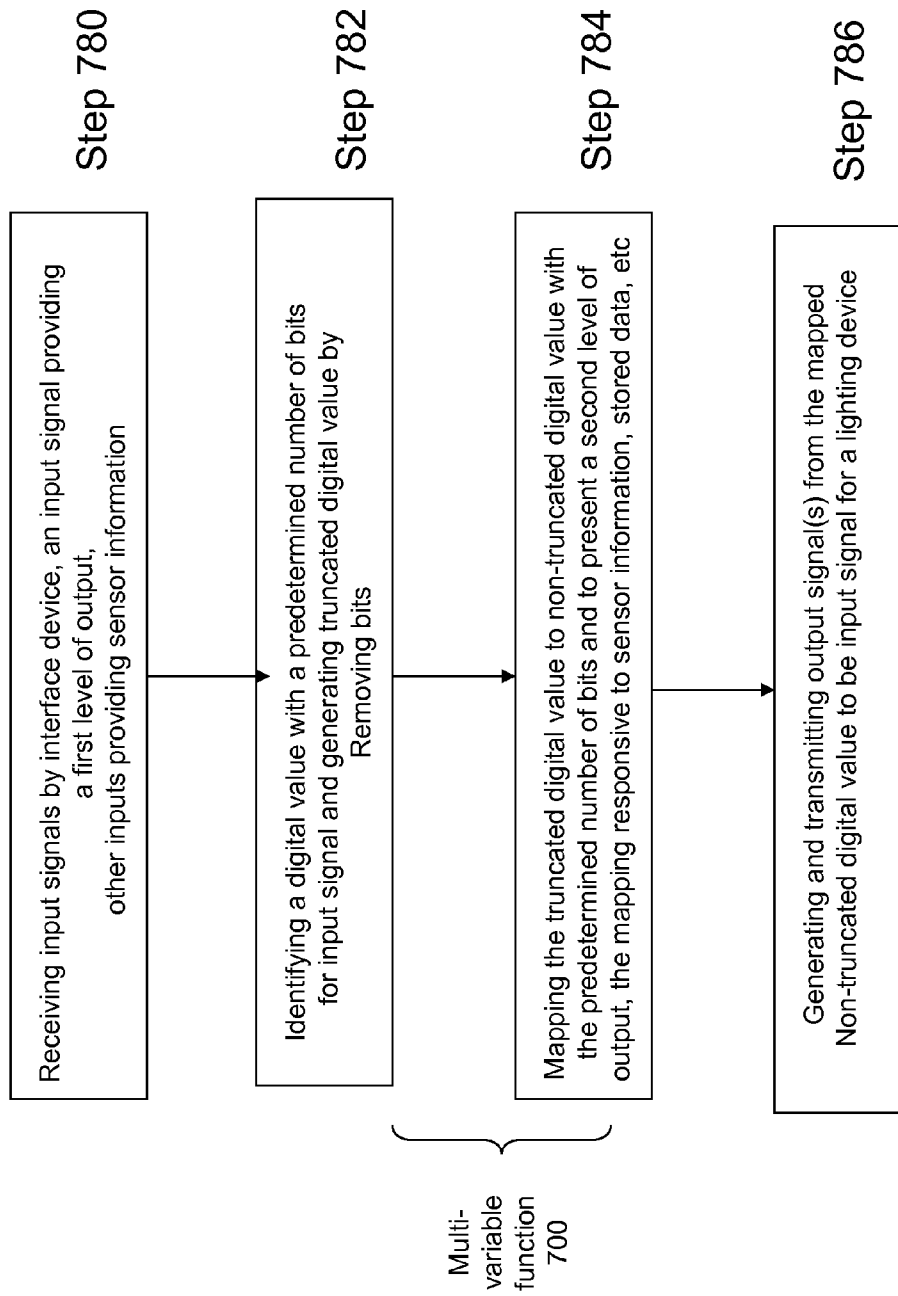 Receiving input signals by interface device, an input signal providing
a first level of output,
other inputs providing sensor information
Step 780
Identifying a digital value with a predetermined number of bits
for input signal and generating truncated digital value by
Removing bits
Step 782
Multi-
variable
function
700
Mapping the truncated digital value to non-truncated digital value with
the predetermined number of bits and to present a second level of
output, the mapping responsive to sensor information, stored data, etc
Step 784
Generating and transmitting output signal(s) from the mapped
Non-truncated digital value to be input signal for a lighting device
Step 786